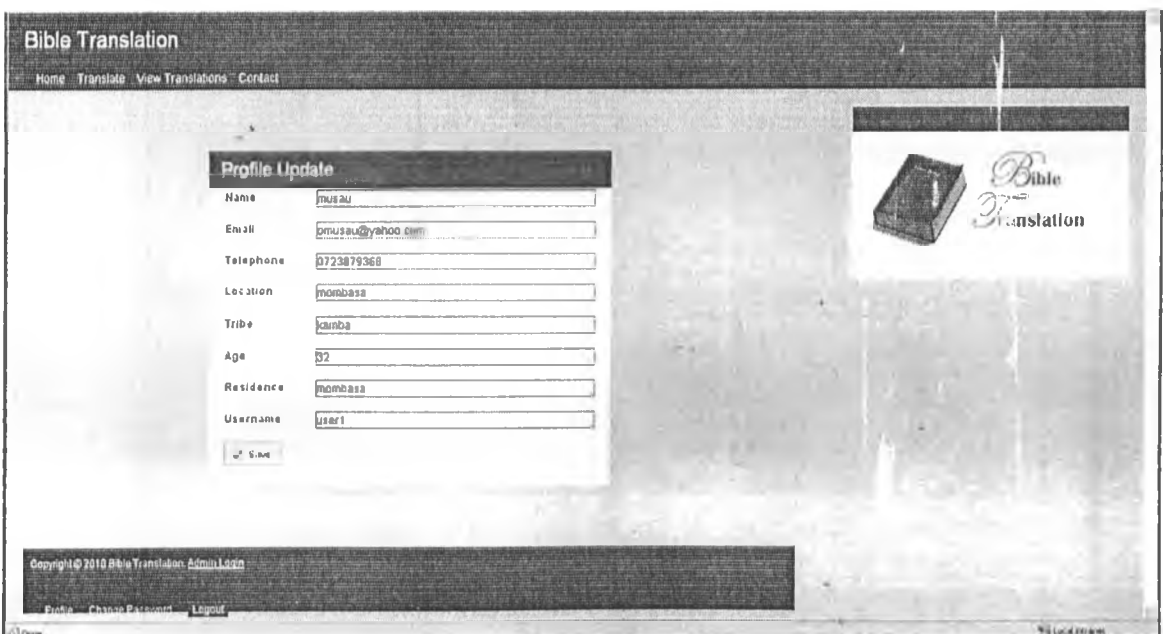 Bible Translation
Home Translate View Translations Contact
Profile Update
Name musau
Email pmusau@yahoo.com
Telephone 0723879368
Location mombasa
Tribe kamba
Age 32
Residence mombasa
Username user1
Save
Bible
Translation
Copyright © 2010 Bible Translation. Admin Login
Profile Change Password Logout